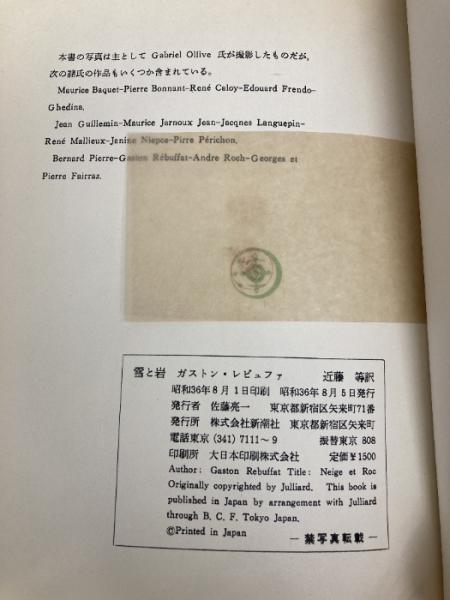 本書の写真は主として Gabriel Ollive 氏が撮影したものだが，
次の諸氏の作品もいくつか含まれている。
Maurice Baquet-Pierre Bonnant-René Caloy-Edouard Frendo-
Ghedina,
Jean Guillemin-Maurice Jarnoux Jean-Jacques Languepin-
René Mallieux-Janine Niepce-Pirre Périchon,
Bernard Pierre-Gaston Rébuffat-Andre Roch-Georges et
Pierre Fairraz.
雪と岩 ガストン・レビュファ 近藤 等訳
昭和36年8月1日印刷 昭和36年8月5日発行
発行者 佐藤亮一 東京都新宿区矢来町71番
発行所 株式会社新潮社 東京都新宿区矢来町
電話東京 (341) 7111～9 振替東京 808
印刷所 大日本印刷株式会社 定価￥1500
Author: Gaston Rebuffat Title: Neige et Roc
Originally copyrighted by Julliard. This book is
published in Japan by arrangement with Julliard
through B. C. F. Tokyo Japan.
©Printed in Japan
— 禁写真転載 —